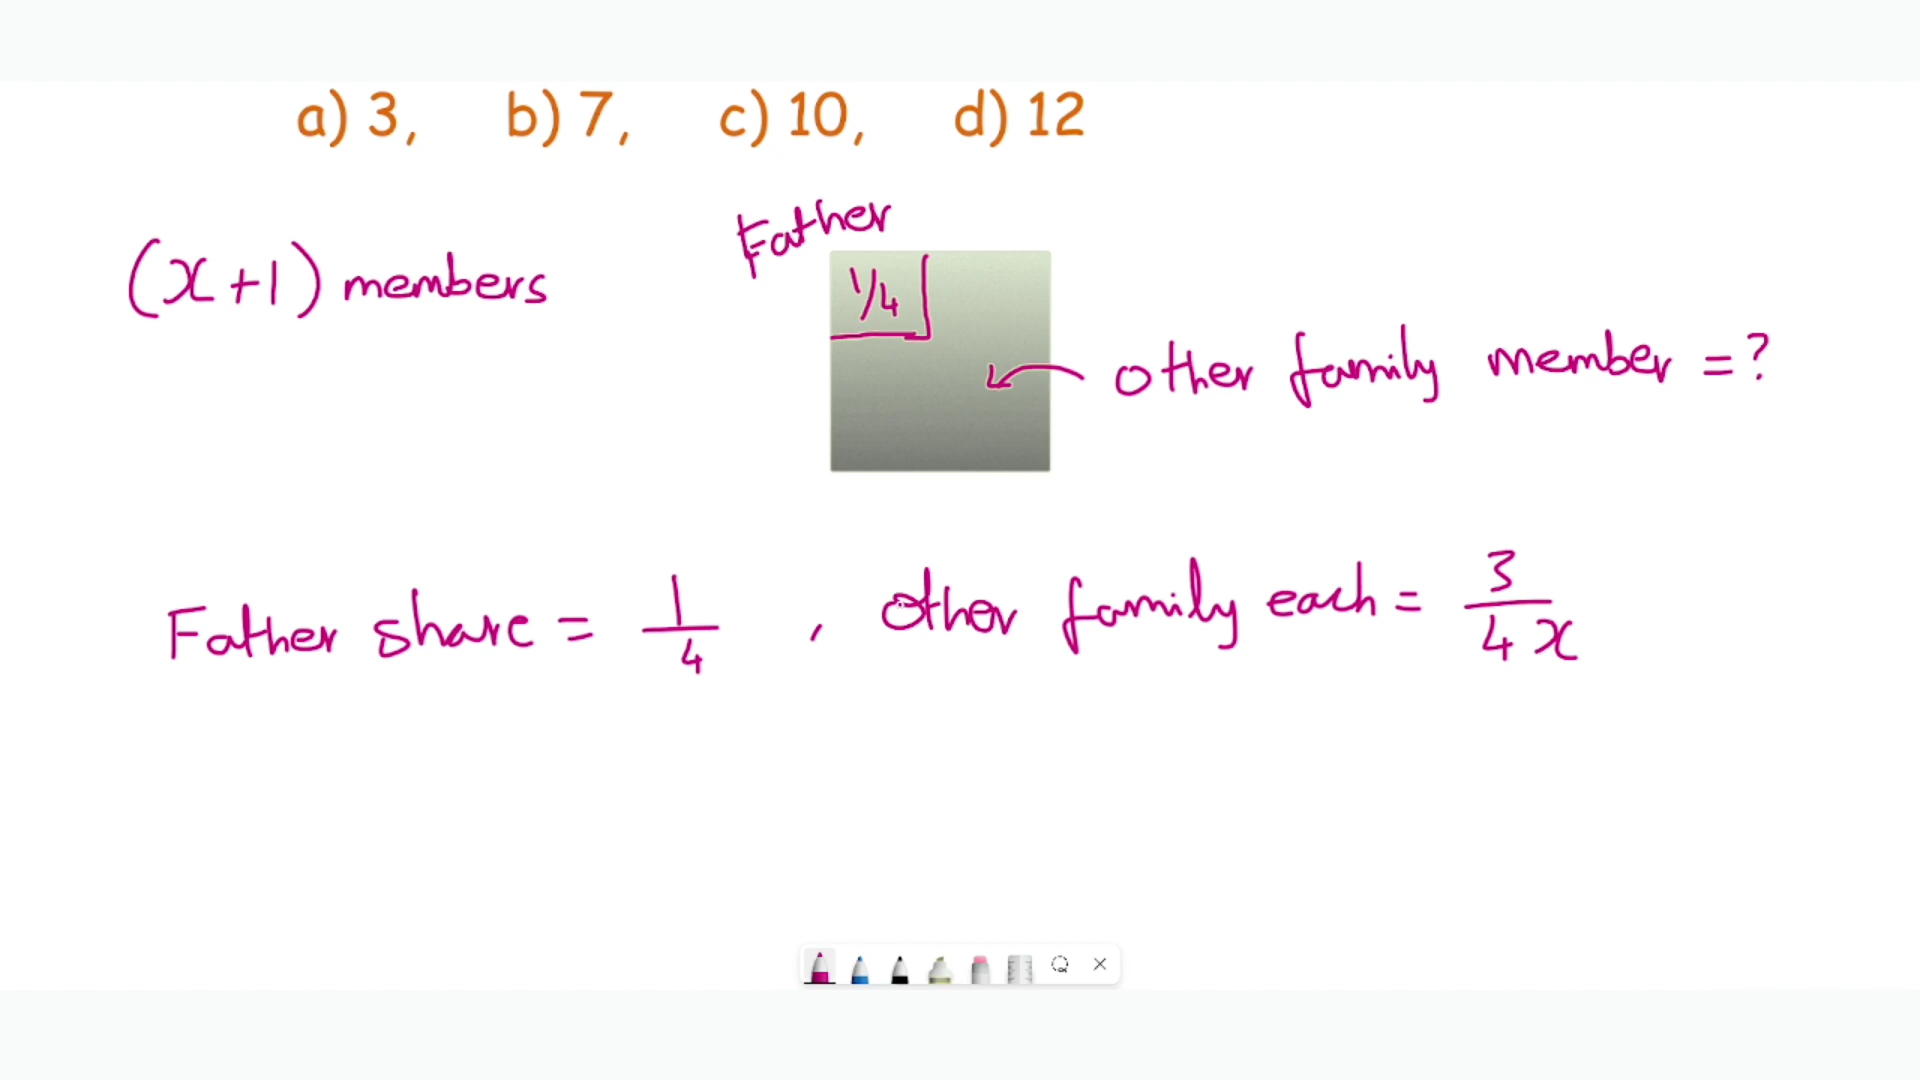 a) 3, b) 7, c) 10, d) 12
Father
(x+1) members
1/4
other family member = ?
Father share = 1/4 , other family each = 3/4x